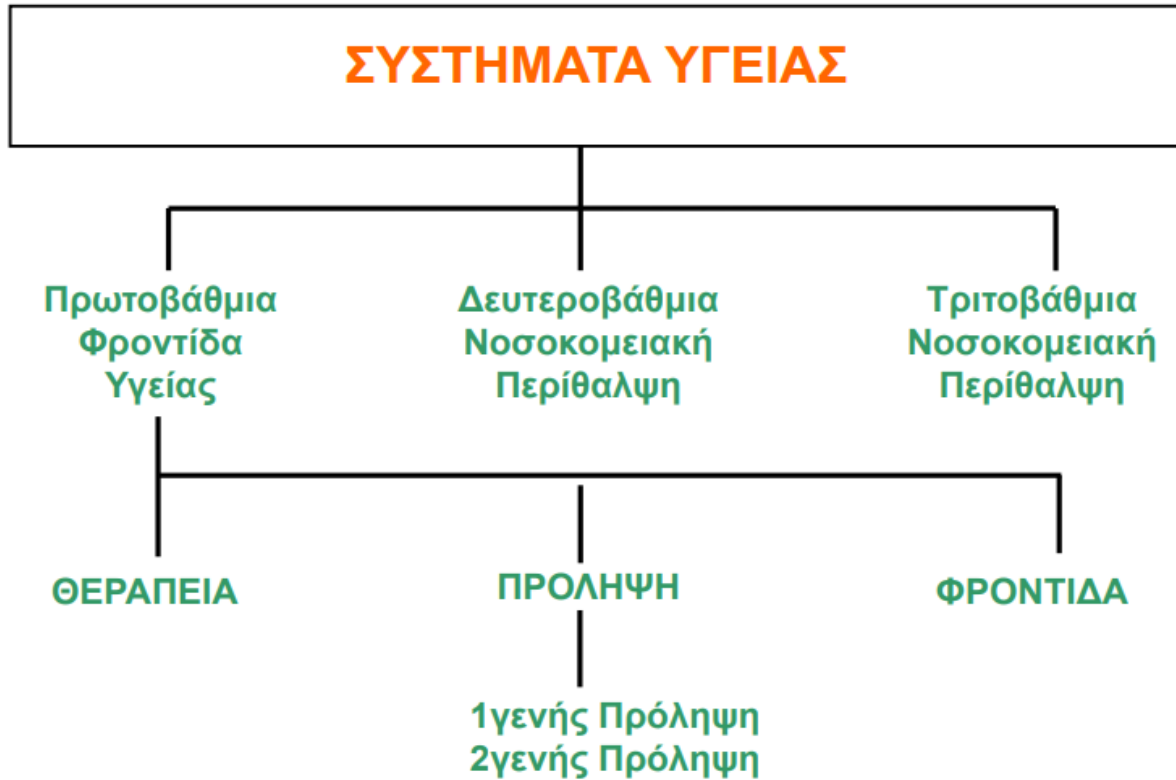 ΣΥΣΤΗΜΑΤΑ ΥΓΕΙΑΣ
Πρωτοβάθμια
Φροντίδα
Υγείας
Δευτεροβάθμια
Νοσοκομειακή
Περίθαλψη
Τριτοβάθμια
Νοσοκομειακή
Περίθαλψη
ΘΕΡΑΠΕΙΑ
ΠΡΟΛΗΨΗ
ΦΡΟΝΤΙΔΑ
1γενής Πρόληψη
2γενής Πρόληψη